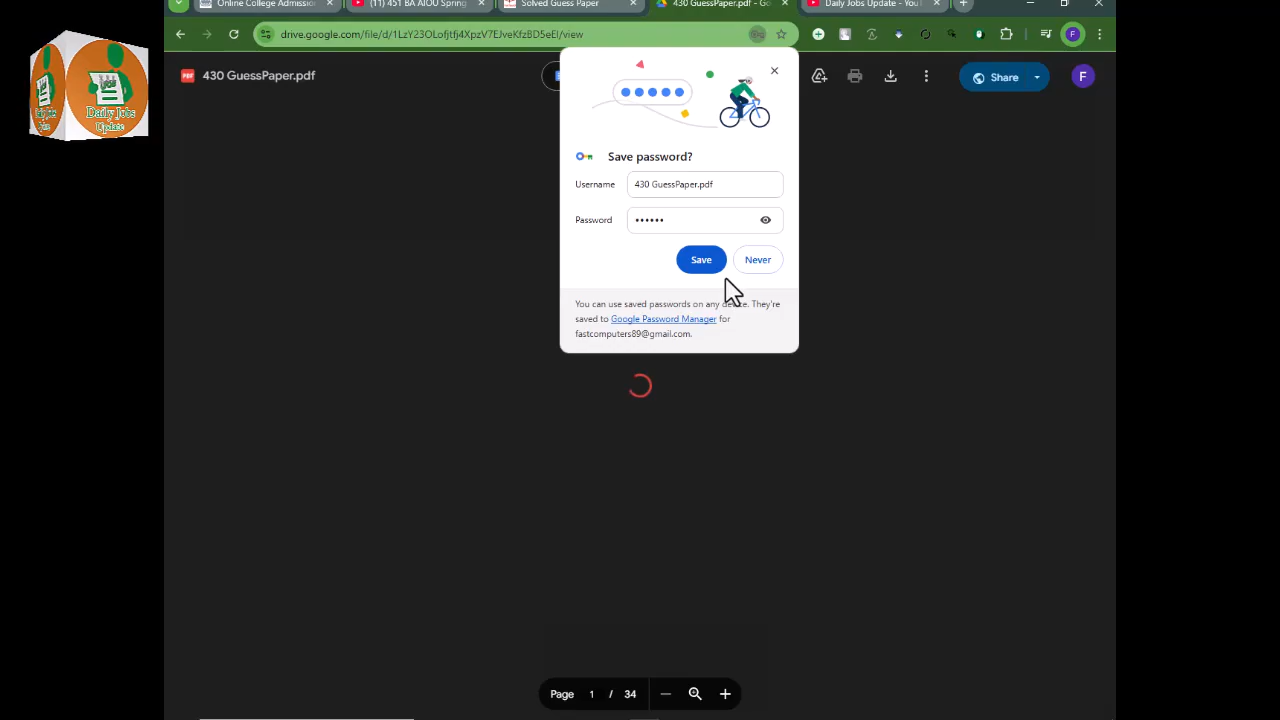 Online College Admissio
(11) 451 BA AIOU Spring
Solved Guess Paper
430 GuessPaper.pdf - Go
Daily Jobs Update - YouT
drive.google.com/file/d/1LzY23OLofjtfj4XpzV7EJveKfzBD5eEI/view
F
PDF
430 GuessPaper.pdf
Share
F
Daily Jobs
Update
Save password?
Username
430 GuessPaper.pdf
Password
••••••
Save
Never
You can use saved passwords on any device. They're
saved to Google Password Manager for
fastcomputers89@gmail.com.
Page 1 / 34